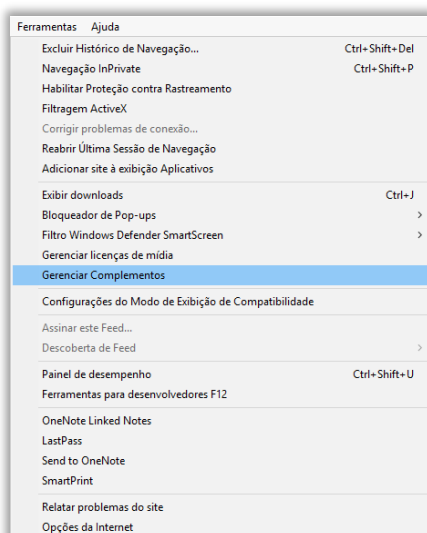 Ferramentas Ajuda
Excluir Histórico de Navegação... Ctrl+Shift+Del
Navegação InPrivate Ctrl+Shift+P
Habilitar Proteção contra Rastreamento
Filtragem ActiveX
Corrigir problemas de conexão...
Reabrir Última Sessão de Navegação
Adicionar site à exibição Aplicativos
Exibir downloads Ctrl+J
Bloqueador de Pop-ups
Filtro Windows Defender SmartScreen
Gerenciar licenças de mídia
Gerenciar Complementos
Configurações do Modo de Exibição de Compatibilidade
Assinar este Feed...
Descoberta de Feed
Painel de desempenho Ctrl+Shift+U
Ferramentas para desenvolvedores F12
OneNote Linked Notes
LastPass
Send to OneNote
SmartPrint
Relatar problemas do site
Opções da Internet